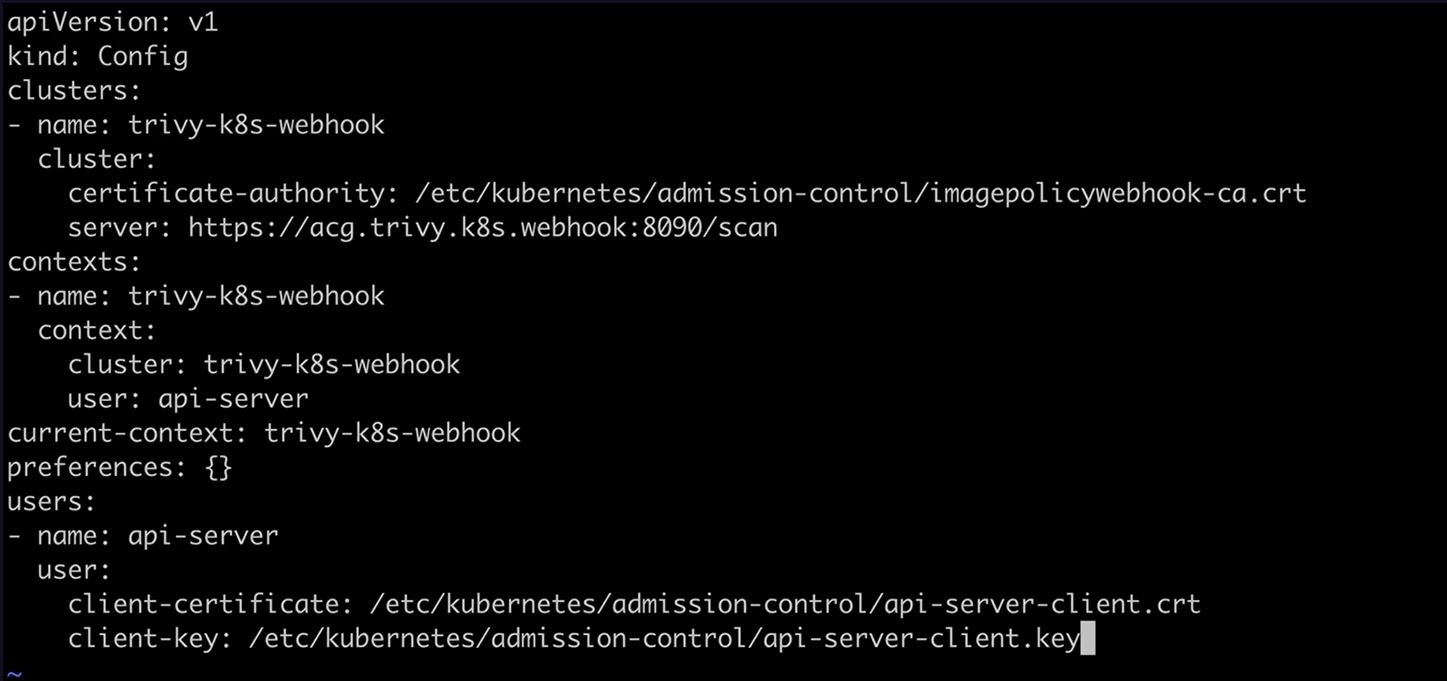 apiVersion: v1
kind: Config
clusters:
- name: trivy-k8s-webhook
  cluster:
    certificate-authority: /etc/kubernetes/admission-control/imagepolicywebhook-ca.crt
    server: https://acg.trivy.k8s.webhook:8090/scan
contexts:
- name: trivy-k8s-webhook
  context:
    cluster: trivy-k8s-webhook
    user: api-server
current-context: trivy-k8s-webhook
preferences: {}
users:
- name: api-server
  user:
    client-certificate: /etc/kubernetes/admission-control/api-server-client.crt
    client-key: /etc/kubernetes/admission-control/api-server-client.key
~